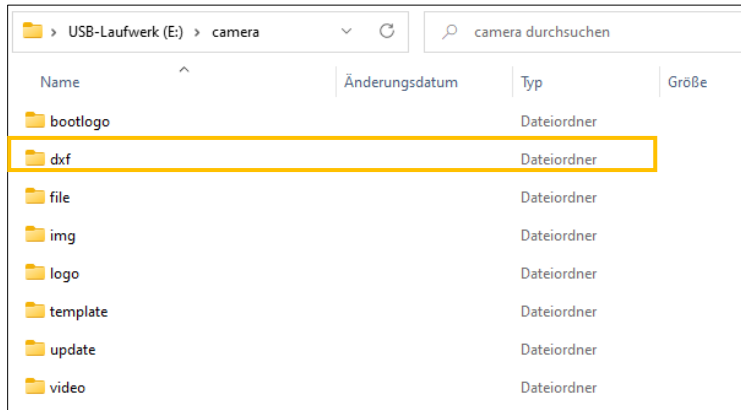 USB-Laufwerk (E:) > camera camera durchsuchen
Name Änderungsdatum Typ Größe
bootlogo Dateiordner
dxf Dateiordner
file Dateiordner
img Dateiordner
logo Dateiordner
template Dateiordner
update Dateiordner
video Dateiordner